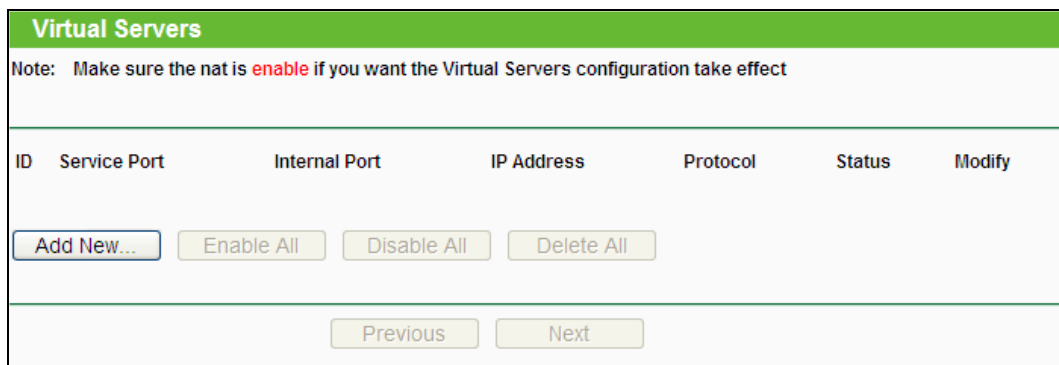 Virtual Servers
Note: Make sure the nat is enable if you want the Virtual Servers configuration take effect
ID Service Port Internal Port IP Address Protocol Status Modify
Add New... Enable All Disable All Delete All
Previous Next